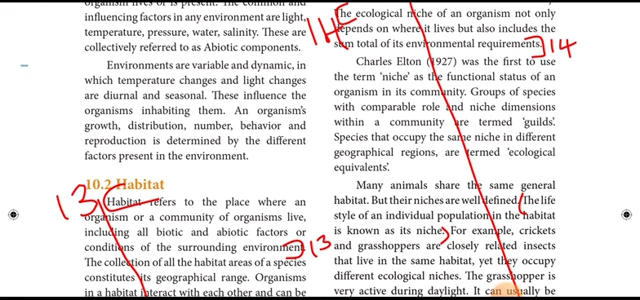 organism lives or is present. The common and
influencing factors in any environment are light,
temperature, pressure, water, salinity. These are
collectively referred to as Abiotic components.
Environments are variable and dynamic, in
which temperature changes and light changes
are diurnal and seasonal. These influence the
organisms inhabiting them. An organism's
growth, distribution, number, behavior and
reproduction is determined by the different
factors present in the environment.
10.2 Habitat
13
Habitat refers to the place where an
organism or a community of organisms live,
including all biotic and abiotic factors or
conditions of the surrounding environment.
13
The collection of all the habitat areas of a species
constitutes its geographical range. Organisms
in a habitat interact with each other and can be
14
The ecological niche of an organism not only
depends on where it lives but also includes the
sum total of its environmental requirements.
14
Charles Elton (1927) was the first to use
the term 'niche' as the functional status of an
organism in its community. Groups of species
with comparable role and niche dimensions
within a community are termed 'guilds'.
Species that occupy the same niche in different
geographical regions, are termed 'ecological
equivalents'.
Many animals share the same general
habitat. But their niches are well defined. The life
style of an individual population in the habitat
is known as its niche. For example, crickets
and grasshoppers are closely related insects
that live in the same habitat, yet they occupy
different ecological niches. The grasshopper is
very active during daylight. It can usually be